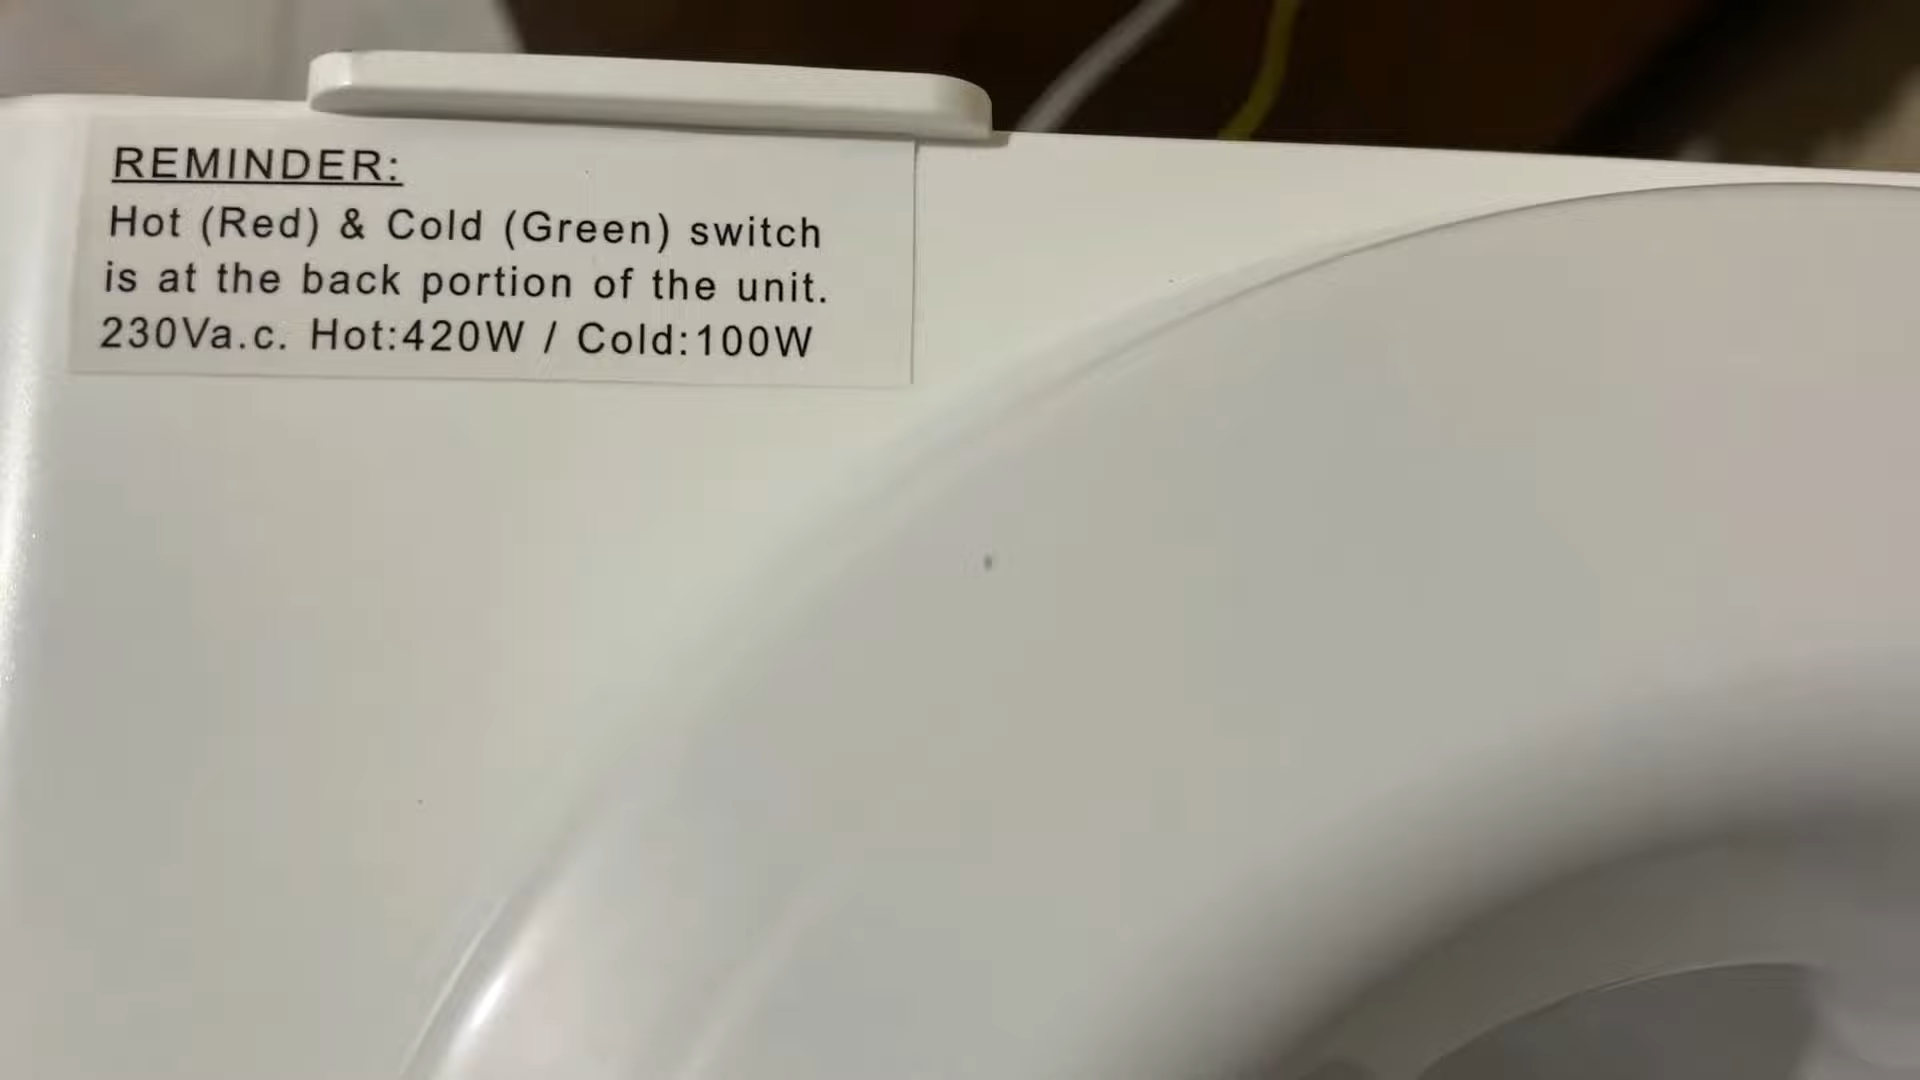 REMINDER:
Hot (Red) & Cold (Green) switch
is at the back portion of the unit.
230Va.c. Hot:420W / Cold:100W